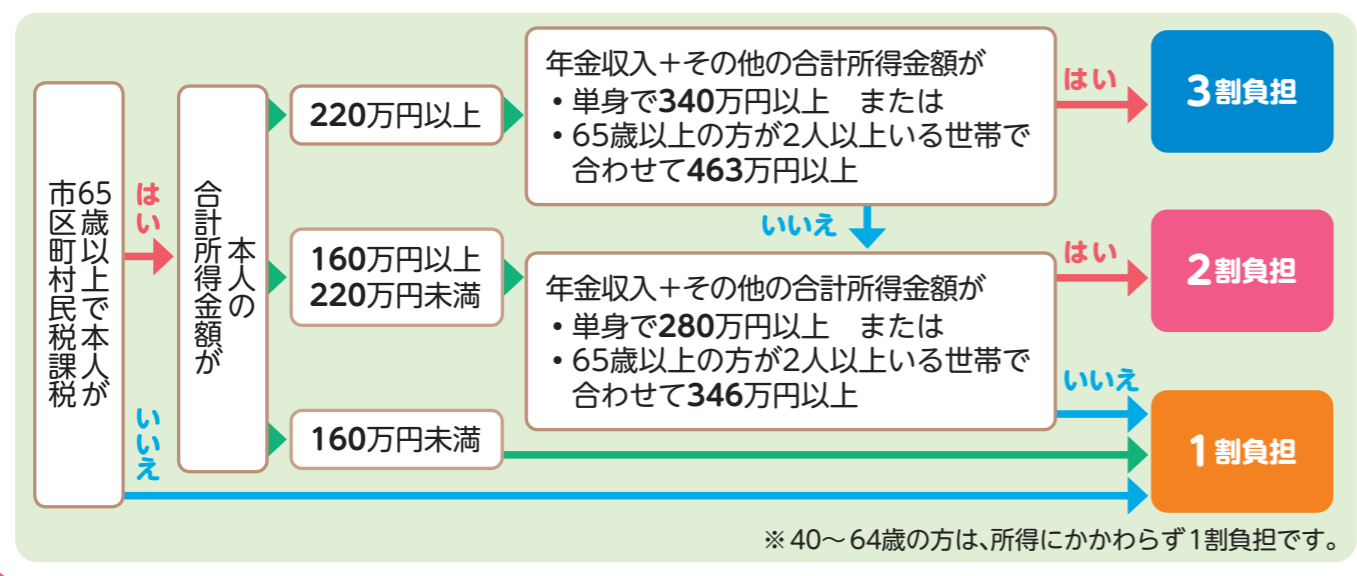 65歳以上で本人が
市区町村民税課税
はい
いいえ
本人の
合計所得金額が
220万円以上
160万円以上
220万円未満
160万円未満
年金収入＋その他の合計所得金額が
・単身で340万円以上　または
・65歳以上の方が2人以上いる世帯で
合わせて463万円以上
はい
3割負担
いいえ
年金収入＋その他の合計所得金額が
・単身で280万円以上　または
・65歳以上の方が2人以上いる世帯で
合わせて346万円以上
はい
2割負担
いいえ
1割負担
※40～64歳の方は、所得にかかわらず1割負担です。